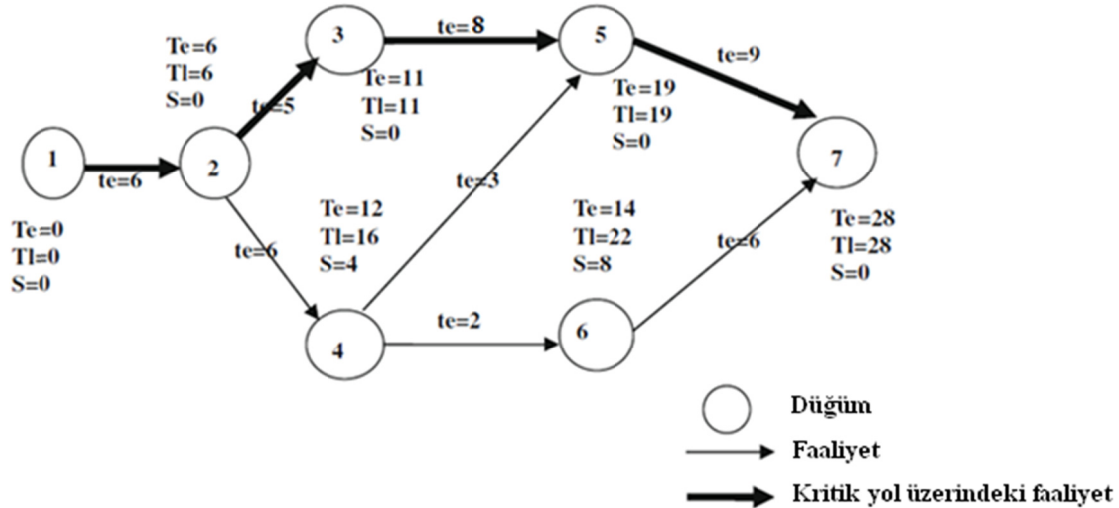 3
te=8
5
te=9
Te=6
Tl=6
S=0
te=5
Te=11
Tl=11
S=0
Te=19
Tl=19
S=0
1
te=6
2
7
te=3
Te=0
Tl=0
S=0
te=6
Te=12
Tl=16
S=4
Te=14
Tl=22
S=8
te=6
Te=28
Tl=28
S=0
4
te=2
6
Düğüm
Faaliyet
Kritik yol üzerindeki faaliyet